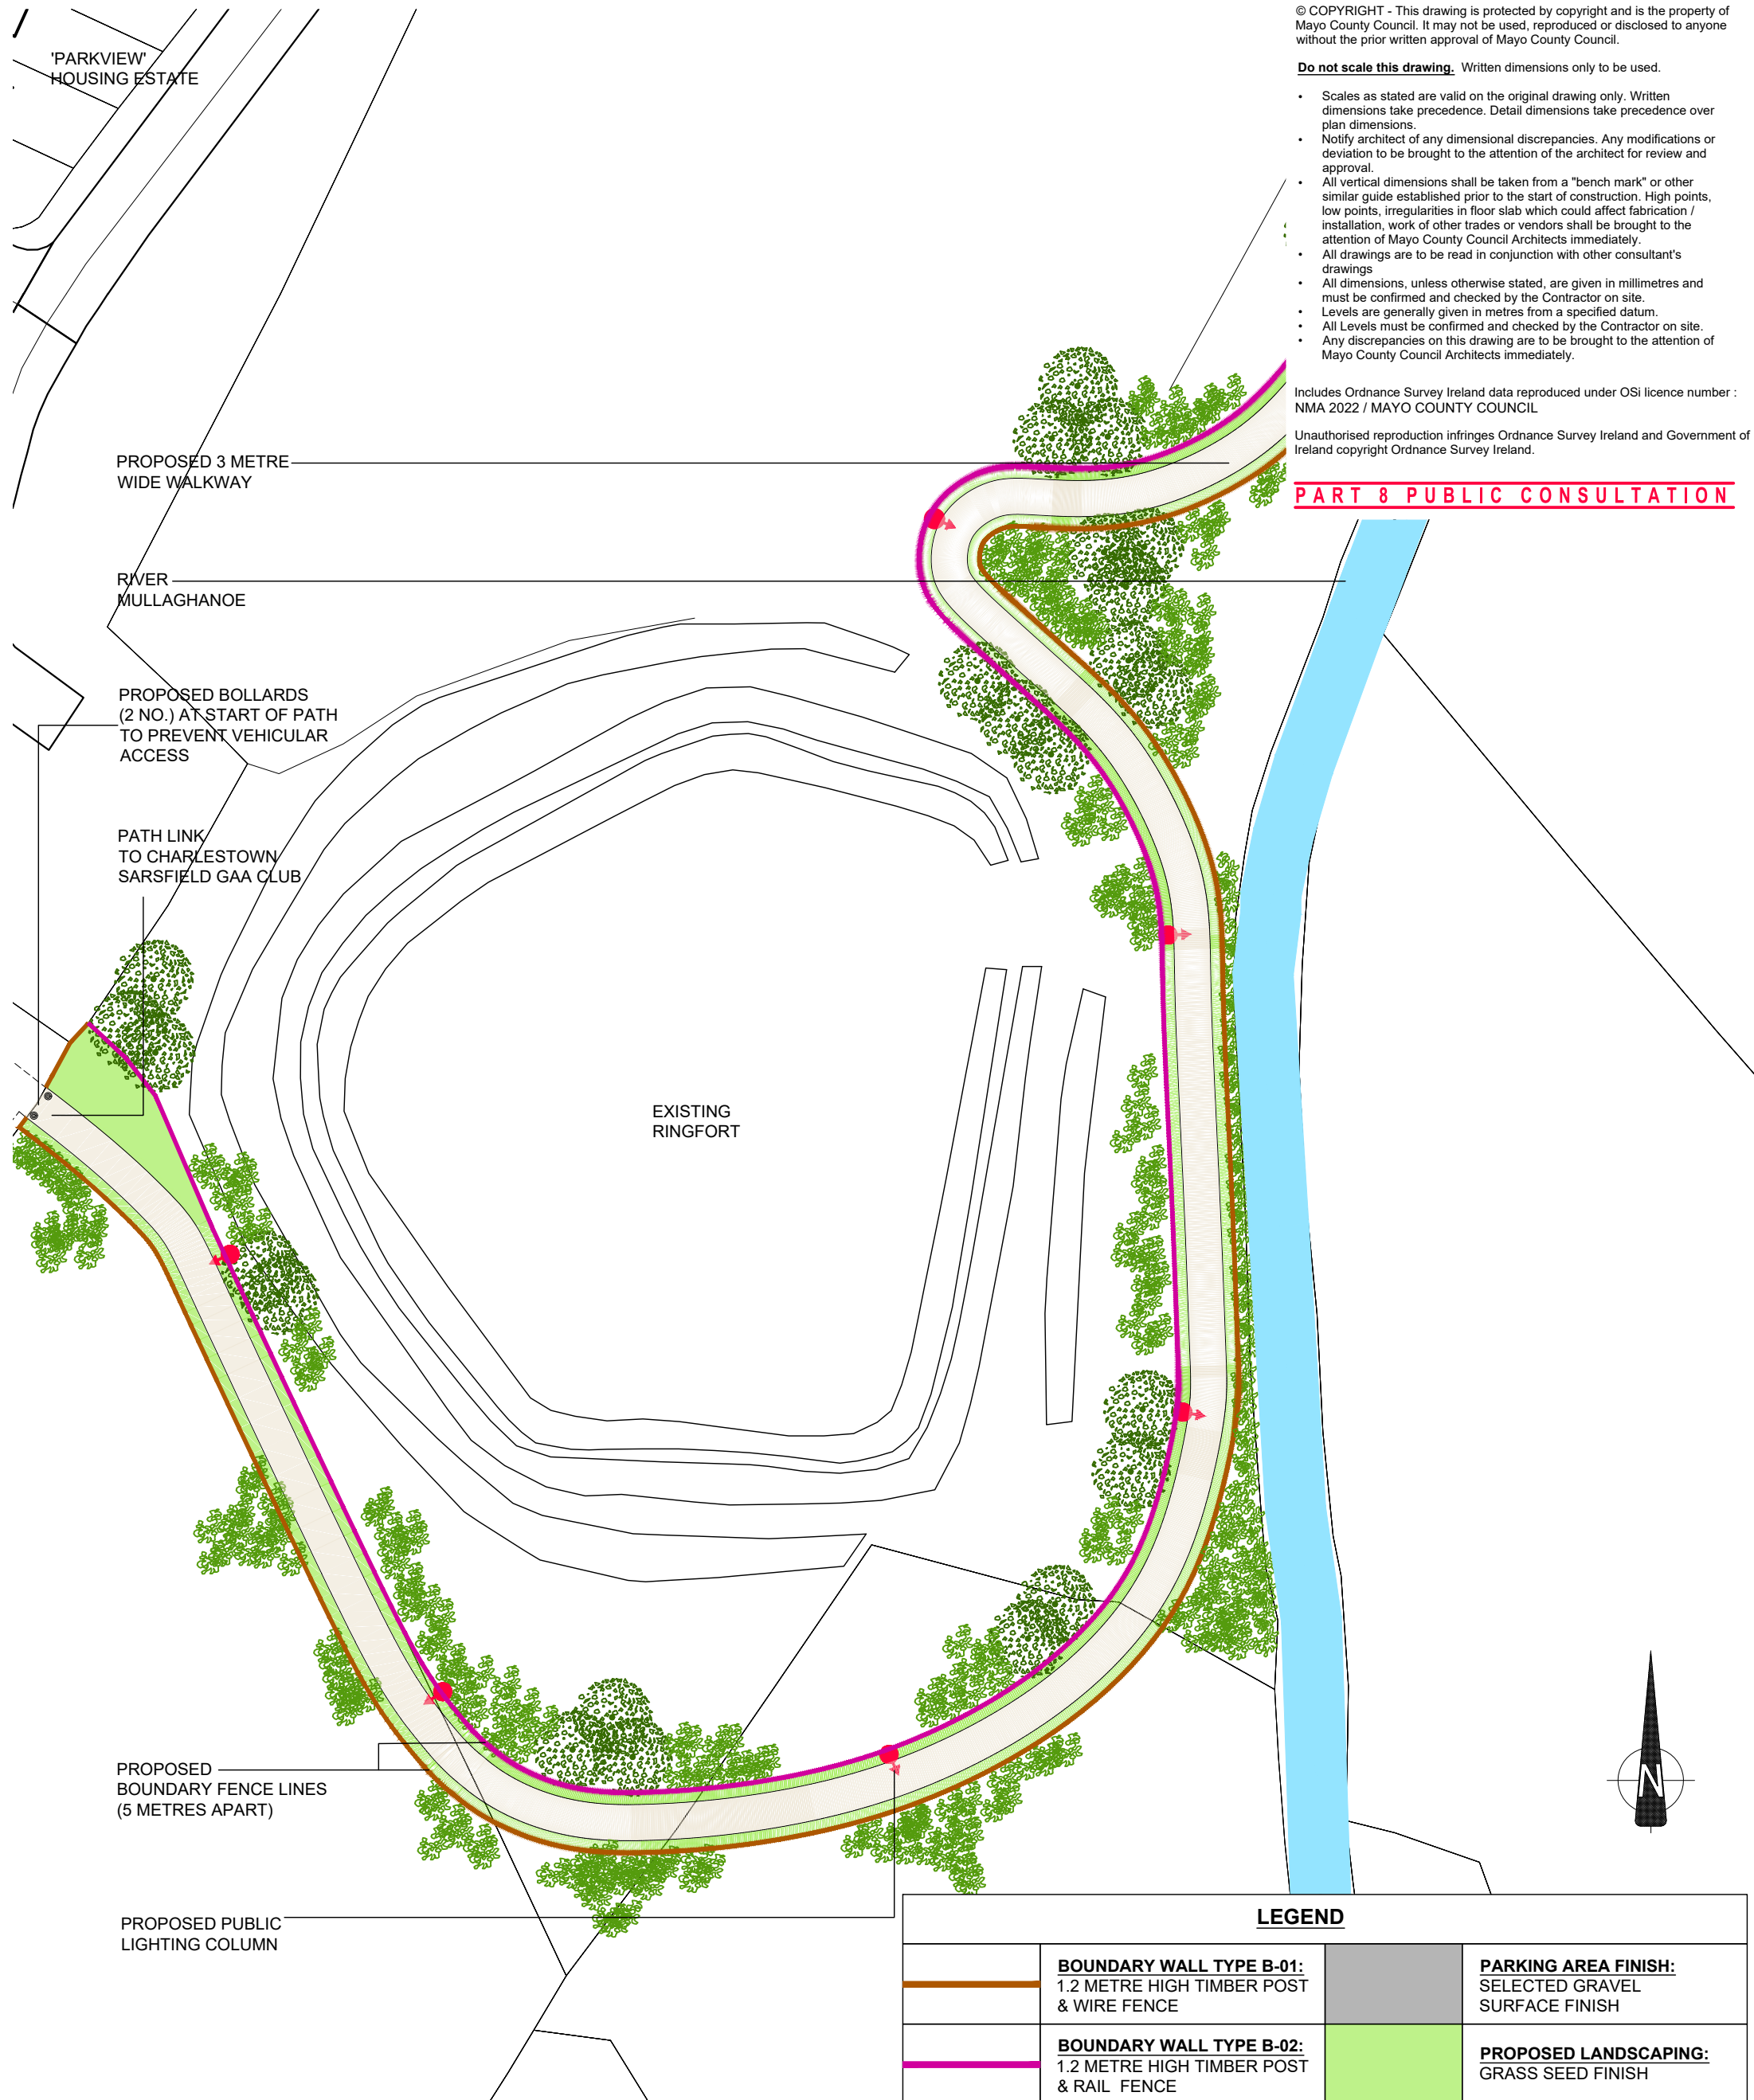 © COPYRIGHT - This drawing is protected by copyright and is the property of
Mayo County Council. It may not be used, reproduced or disclosed to anyone
without the prior written approval of Mayo County Council.
Do not scale this drawing. Written dimensions only to be used.
• Scales as stated are valid on the original drawing only. Written
dimensions take precedence. Detail dimensions take precedence over
plan dimensions.
• Notify architect of any dimensional discrepancies. Any modifications or
deviation to be brought to the attention of the architect for review and
approval.
• All vertical dimensions shall be taken from a "bench mark" or other
similar guide established prior to the start of construction. High points,
low points, irregularities in floor slab which could affect fabrication /
installation, work of other trades or vendors shall be brought to the
attention of Mayo County Council Architects immediately.
• All drawings are to be read in conjunction with other consultant's
drawings
• All dimensions, unless otherwise stated, are given in millimetres and
must be confirmed and checked by the Contractor on site.
• Levels are generally given in metres from a specified datum.
• All Levels must be confirmed and checked by the Contractor on site.
• Any discrepancies on this drawing are to be brought to the attention of
Mayo County Council Architects immediately.
Includes Ordnance Survey Ireland data reproduced under OSi licence number :
NMA 2022 / MAYO COUNTY COUNCIL
Unauthorised reproduction infringes Ordnance Survey Ireland and Government of
Ireland copyright Ordnance Survey Ireland.
PART 8 PUBLIC CONSULTATION
'PARKVIEW'
HOUSING ESTATE
PROPOSED 3 METRE
WIDE WALKWAY
RIVER
MULLAGHANOE
PROPOSED BOLLARDS
(2 NO.) AT START OF PATH
TO PREVENT VEHICULAR
ACCESS
PATH LINK
TO CHARLESTOWN
SARSFIELD GAA CLUB
EXISTING
RINGFORT
PROPOSED
BOUNDARY FENCE LINES
(5 METRES APART)
PROPOSED PUBLIC
LIGHTING COLUMN
N
LEGEND
BOUNDARY WALL TYPE B-01:
1.2 METRE HIGH TIMBER POST
& WIRE FENCE
PARKING AREA FINISH:
SELECTED GRAVEL
SURFACE FINISH
BOUNDARY WALL TYPE B-02:
1.2 METRE HIGH TIMBER POST
& RAIL FENCE
PROPOSED LANDSCAPING:
GRASS SEED FINISH